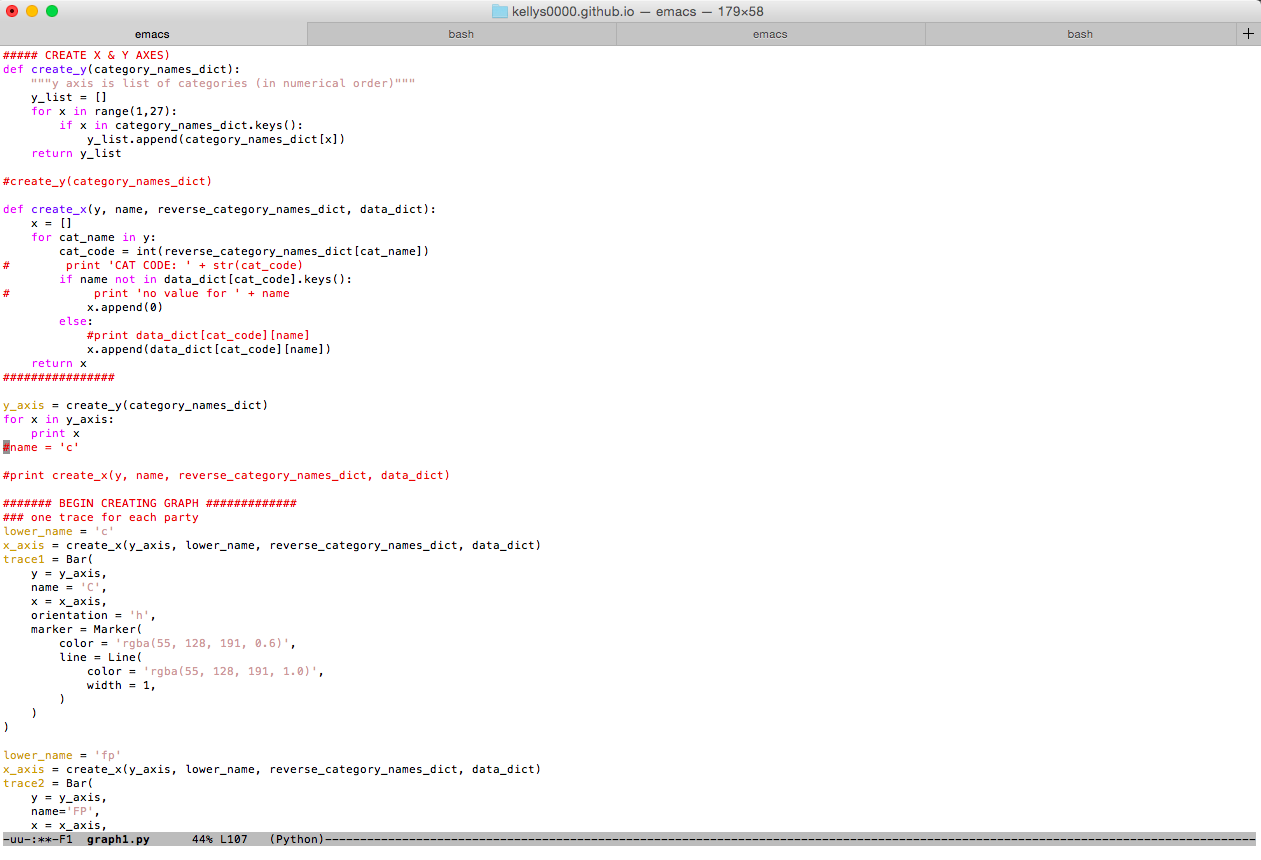 kellys0000.github.io — emacs — 179×58
emacs bash emacs bash +
##### CREATE X & Y AXES)
def create_y(category_names_dict):
    """y axis is list of categories (in numerical order)"""
    y_list = []
    for x in range(1,27):
        if x in category_names_dict.keys():
            y_list.append(category_names_dict[x])
    return y_list
#create_y(category_names_dict)
def create_x(y, name, reverse_category_names_dict, data_dict):
    x = []
    for cat_name in y:
        cat_code = int(reverse_category_names_dict[cat_name])
#        print 'CAT CODE: ' + str(cat_code)
        if name not in data_dict[cat_code].keys():
#            print 'no value for ' + name
            x.append(0)
        else:
            #print data_dict[cat_code][name]
            x.append(data_dict[cat_code][name])
    return x
################
y_axis = create_y(category_names_dict)
for x in y_axis:
    print x
#name = 'c'
#print create_x(y, name, reverse_category_names_dict, data_dict)
####### BEGIN CREATING GRAPH #############
### one trace for each party
lower_name = 'c'
x_axis = create_x(y_axis, lower_name, reverse_category_names_dict, data_dict)
trace1 = Bar(
    y = y_axis,
    name = 'C',
    x = x_axis,
    orientation = 'h',
    marker = Marker(
        color = 'rgba(55, 128, 191, 0.6)',
        line = Line(
            color = 'rgba(55, 128, 191, 1.0)',
            width = 1,
        )
    )
)
lower_name = 'fp'
x_axis = create_x(y_axis, lower_name, reverse_category_names_dict, data_dict)
trace2 = Bar(
    y = y_axis,
    name='FP',
    x = x_axis,
-uu-:**-F1  graph1.py      44% L107   (Python)------------------------------------------------------------------------------------------------------------------------------------